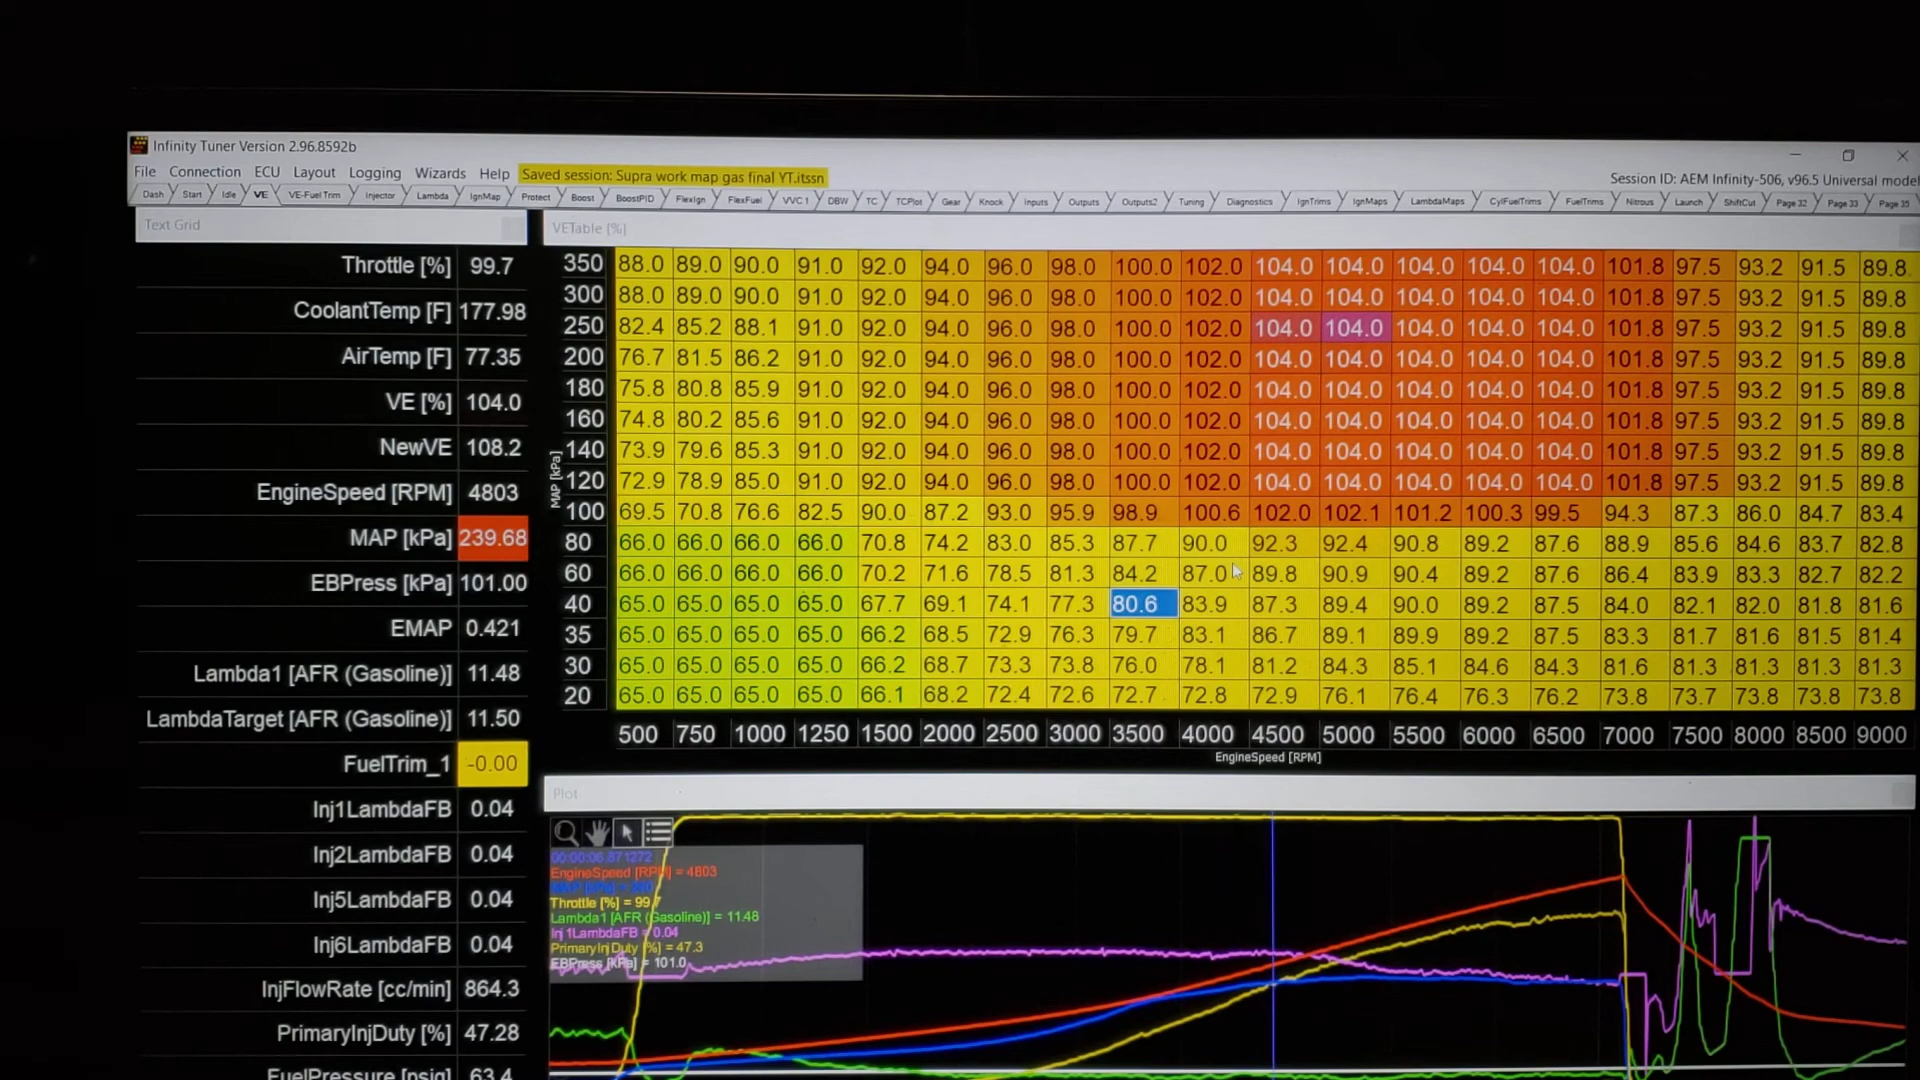 Infinity Tuner Version 2.96.8592b
File Connection ECU Layout Logging Wizards Help Saved session: Supra work map gas final YT.itssn
Session ID: AEM Infinity-506, v96.5 Universal model
Dash Start Idle VE VE-Fuel Trim Injector Lambda IgnMap Protect Boost BoostPID FlexIgn FlexFuel VVC1 DBW TC TCPlot Gear Knock Inputs Outputs Outputs2 Tuning Diagnostics IgnTrims IgnMaps LambdaMaps CylFuelTrims FuelTrims Nitrous Launch ShiftCut Page 32 Page 33 Page 35
Text Grid
Throttle [%] 99.7
CoolantTemp [F] 177.98
AirTemp [F] 77.35
VE [%] 104.0
NewVE 108.2
EngineSpeed [RPM] 4803
MAP [kPa] 239.68
EBPress [kPa] 101.00
EMAP 0.421
Lambda1 [AFR (Gasoline)] 11.48
LambdaTarget [AFR (Gasoline)] 11.50
FuelTrim_1 -0.00
Inj1LambdaFB 0.04
Inj2LambdaFB 0.04
Inj5LambdaFB 0.04
Inj6LambdaFB 0.04
InjFlowRate [cc/min] 864.3
PrimaryInjDuty [%] 47.28
FuelPressure [psig] 63.4
VETable [%]
MAP [kPa]
350 88.0 89.0 90.0 91.0 92.0 94.0 96.0 98.0 100.0 102.0 104.0 104.0 104.0 104.0 104.0 101.8 97.5 93.2 91.5 89.8
300 88.0 89.0 90.0 91.0 92.0 94.0 96.0 98.0 100.0 102.0 104.0 104.0 104.0 104.0 104.0 101.8 97.5 93.2 91.5 89.8
250 82.4 85.2 88.1 91.0 92.0 94.0 96.0 98.0 100.0 102.0 104.0 104.0 104.0 104.0 104.0 101.8 97.5 93.2 91.5 89.8
200 76.7 81.5 86.2 91.0 92.0 94.0 96.0 98.0 100.0 102.0 104.0 104.0 104.0 104.0 104.0 101.8 97.5 93.2 91.5 89.8
180 75.8 80.8 85.9 91.0 92.0 94.0 96.0 98.0 100.0 102.0 104.0 104.0 104.0 104.0 104.0 101.8 97.5 93.2 91.5 89.8
160 74.8 80.2 85.6 91.0 92.0 94.0 96.0 98.0 100.0 102.0 104.0 104.0 104.0 104.0 104.0 101.8 97.5 93.2 91.5 89.8
140 73.9 79.6 85.3 91.0 92.0 94.0 96.0 98.0 100.0 102.0 104.0 104.0 104.0 104.0 104.0 101.8 97.5 93.2 91.5 89.8
120 72.9 78.9 85.0 91.0 92.0 94.0 96.0 98.0 100.0 102.0 104.0 104.0 104.0 104.0 104.0 101.8 97.5 93.2 91.5 89.8
100 69.5 70.8 76.6 82.5 90.0 87.2 93.0 95.9 98.9 100.6 102.0 102.1 101.2 100.3 99.5 94.3 87.3 86.0 84.7 83.4
80 66.0 66.0 66.0 66.0 70.8 74.2 83.0 85.3 87.7 90.0 92.3 92.4 90.8 89.2 87.6 88.9 85.6 84.6 83.7 82.8
60 66.0 66.0 66.0 66.0 70.2 71.6 78.5 81.3 84.2 87.0 89.8 90.9 90.4 89.2 87.6 86.4 83.9 83.3 82.7 82.2
40 65.0 65.0 65.0 65.0 67.7 69.1 74.1 77.3 80.6 83.9 87.3 89.4 90.0 89.2 87.5 84.0 82.1 82.0 81.8 81.6
35 65.0 65.0 65.0 65.0 66.2 68.5 72.9 76.3 79.7 83.1 86.7 89.1 89.9 89.2 87.5 83.3 81.7 81.6 81.5 81.4
30 65.0 65.0 65.0 65.0 66.2 68.7 73.3 73.8 76.0 78.1 81.2 84.3 85.1 84.6 84.3 81.6 81.3 81.3 81.3 81.3
20 65.0 65.0 65.0 65.0 66.1 68.2 72.4 72.6 72.7 72.8 72.9 76.1 76.4 76.3 76.2 73.8 73.7 73.8 73.8 73.8
500 750 1000 1250 1500 2000 2500 3000 3500 4000 4500 5000 5500 6000 6500 7000 7500 8000 8500 9000
EngineSpeed [RPM]
Plot
00:00:06.871272
EngineSpeed [RPM] = 4803
MAP [kPa] = 240
Throttle [%] = 99.7
Lambda1 [AFR (Gasoline)] = 11.48
Inj1LambdaFB = 0.04
PrimaryInjDuty [%] = 47.3
EBPress [kPa] = 101.0